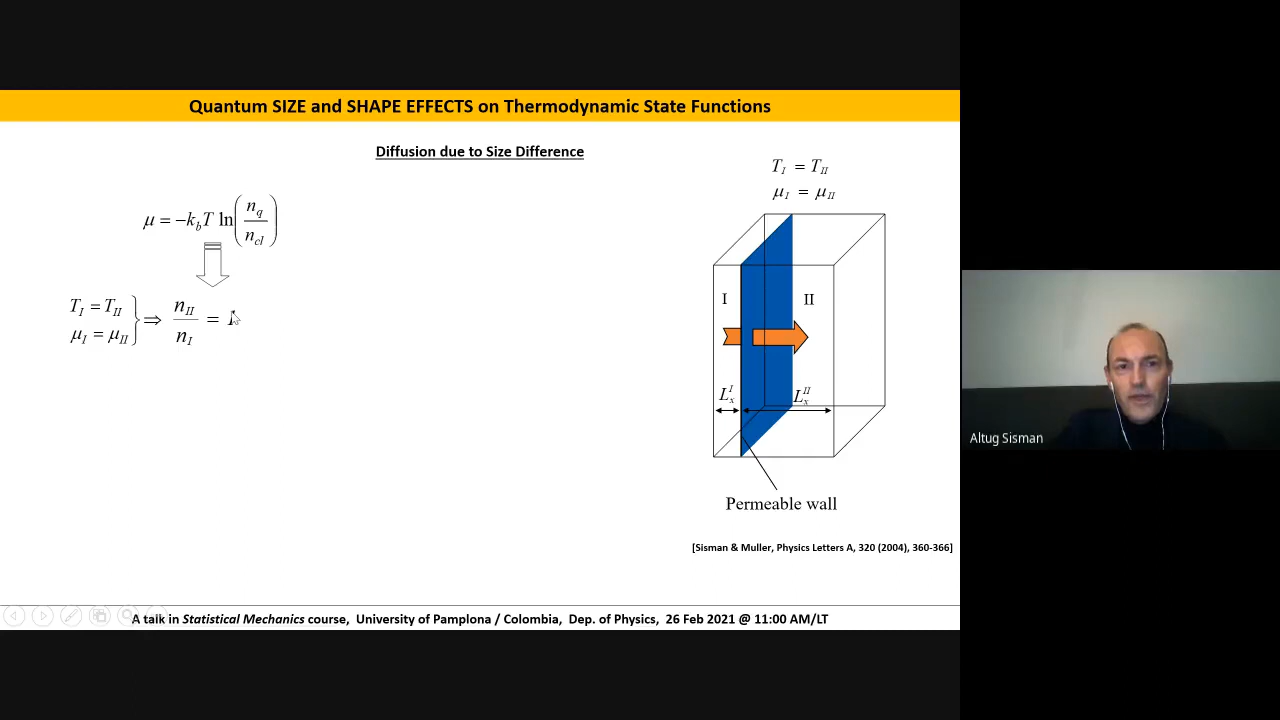 Quantum SIZE and SHAPE EFFECTS on Thermodynamic State Functions
Diffusion due to Size Difference
T_I = T_II
μ_I = μ_II
μ = −k_b T ln(n_q / n_cl)
T_I = T_II
μ_I = μ_II } ⇒ n_II / n_I =
I II
L_x^I L_x^II
Permeable wall
[Sisman & Muller, Physics Letters A, 320 (2004), 360-366]
A talk in Statistical Mechanics course, University of Pamplona / Colombia, Dep. of Physics, 26 Feb 2021 @ 11:00 AM/LT
Altug Sisman